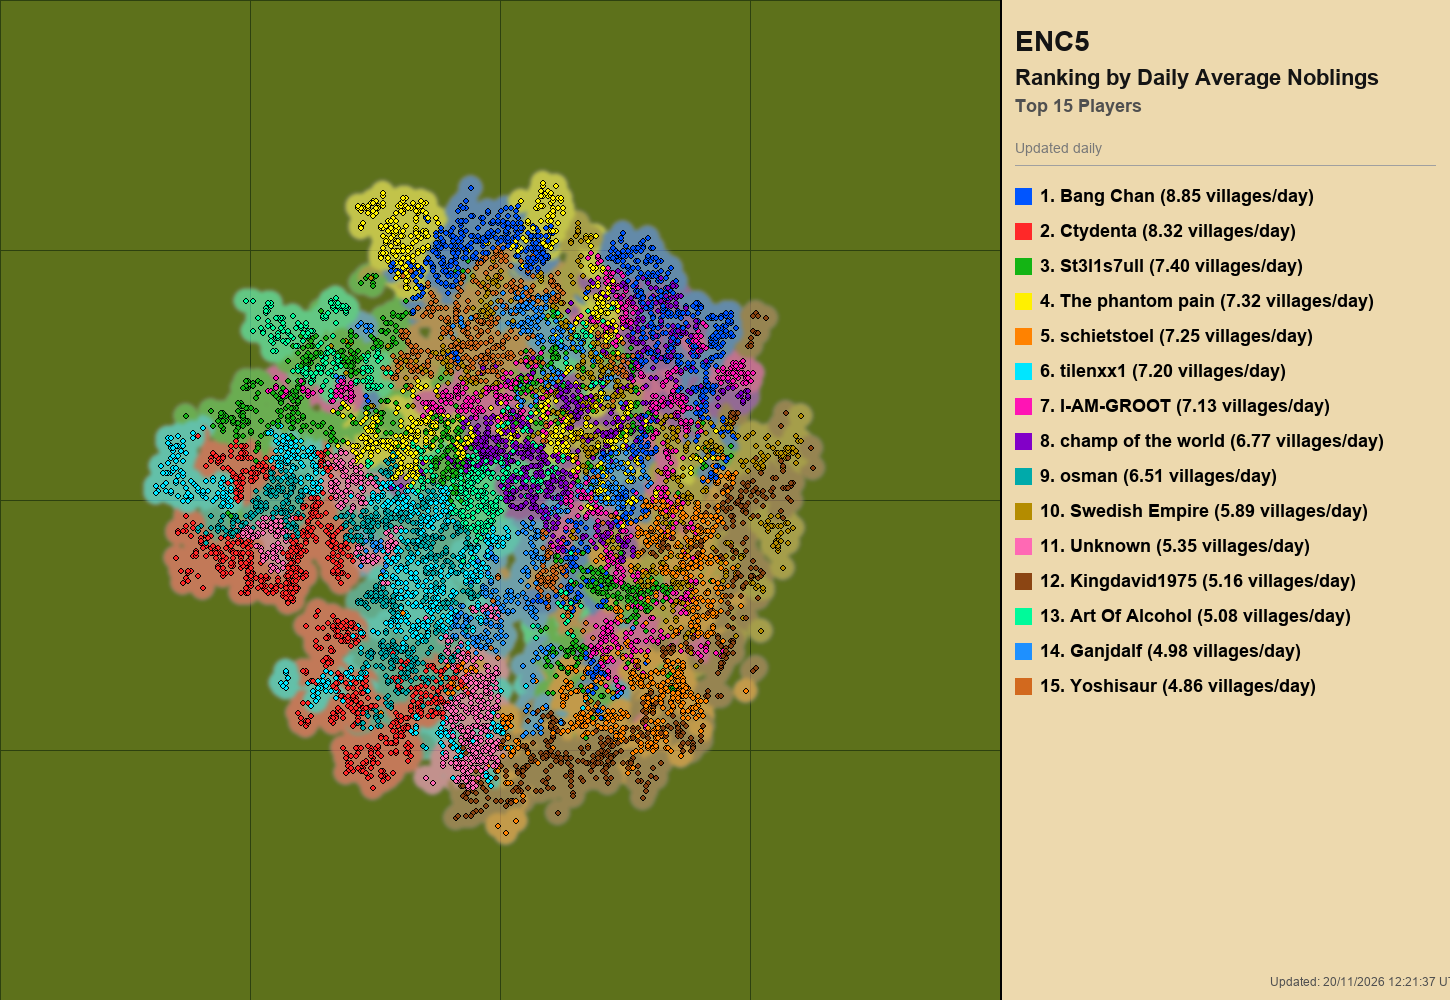 ENC5
Ranking by Daily Average Noblings
Top 15 Players
Updated daily
1. Bang Chan (8.85 villages/day)
2. Ctydenta (8.32 villages/day)
3. St3l1s7ull (7.40 villages/day)
4. The phantom pain (7.32 villages/day)
5. schietstoel (7.25 villages/day)
6. tilenxx1 (7.20 villages/day)
7. I-AM-GROOT (7.13 villages/day)
8. champ of the world (6.77 villages/day)
9. osman (6.51 villages/day)
10. Swedish Empire (5.89 villages/day)
11. Unknown (5.35 villages/day)
12. Kingdavid1975 (5.16 villages/day)
13. Art Of Alcohol (5.08 villages/day)
14. Ganjdalf (4.98 villages/day)
15. Yoshisaur (4.86 villages/day)
Updated: 20/11/2026 12:21:37